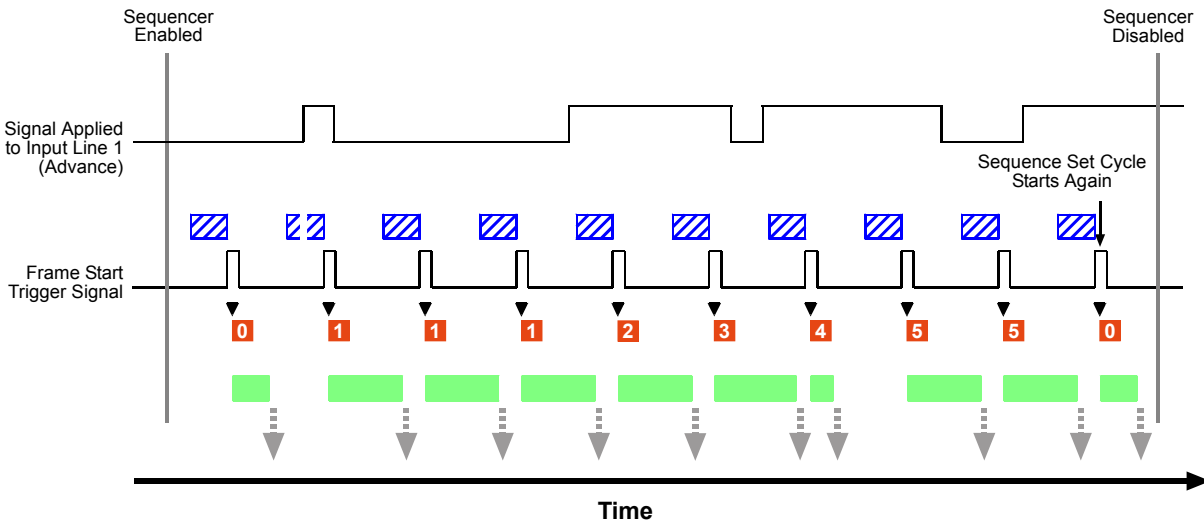 Sequencer
Enabled
Sequencer
Disabled
Signal Applied
to Input Line 1
(Advance)
Sequence Set Cycle
Starts Again
Frame Start
Trigger Signal
0 1 1 1 2 3 4 5 5 0
Time